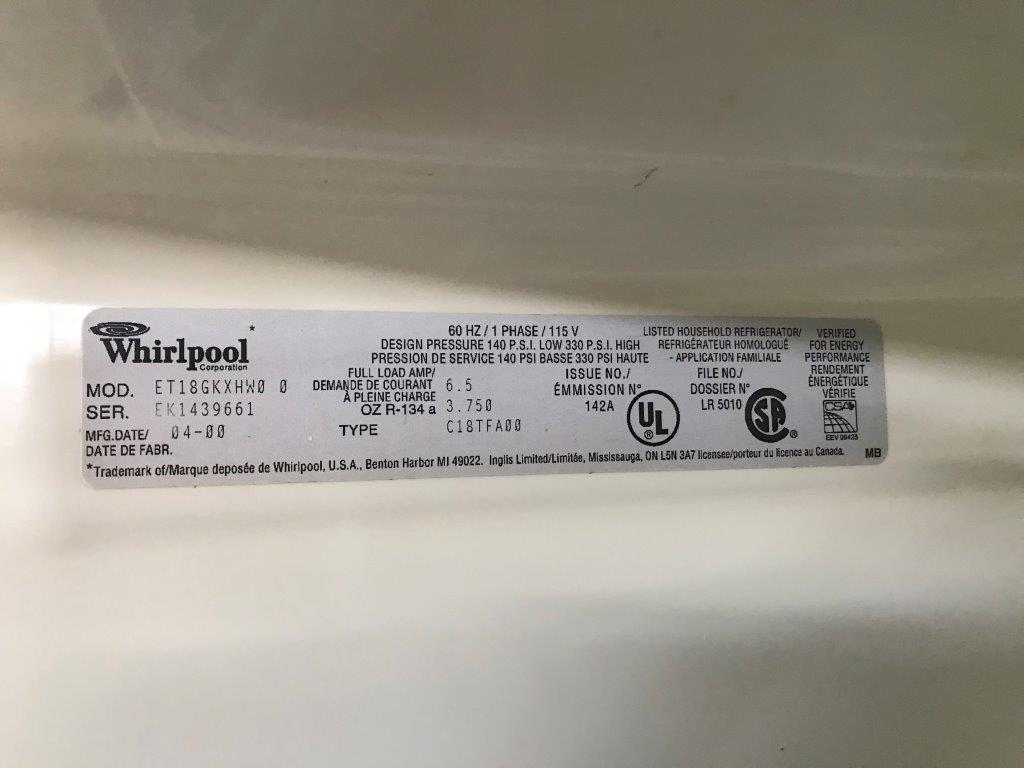 Whirlpool *
Corporation
MOD. ET18GKXHW0 0
SER. EK1439661
MFG.DATE/ 04-00
DATE DE FABR.
60 HZ / 1 PHASE / 115 V
DESIGN PRESSURE 140 P.S.I. LOW 330 P.S.I. HIGH
PRESSION DE SERVICE 140 PSI BASSE 330 PSI HAUTE
FULL LOAD AMP/
DEMANDE DE COURANT 6.5
À PLEINE CHARGE
OZ R-134 a 3.750
TYPE C18TFA00
ISSUE NO./
ÉMMISSION N°
142A
UL ®
LISTED HOUSEHOLD REFRIGERATOR/
REFRIGÉRATEUR HOMOLOGUÉ
- APPLICATION FAMILIALE
FILE NO./
DOSSIER N°
LR 5010
SA ®
VERIFIED
FOR ENERGY
PERFORMANCE
RENDEMENT
ÉNERGÉTIQUE
VÉRIFIÉ
CSA
EEV 99425
*Trademark of/Marque deposée de Whirlpool, U.S.A., Benton Harbor MI 49022. Inglis Limited/Limitée, Mississauga, ON L5N 3A7 licensee/porteur du licence au Canada. MB